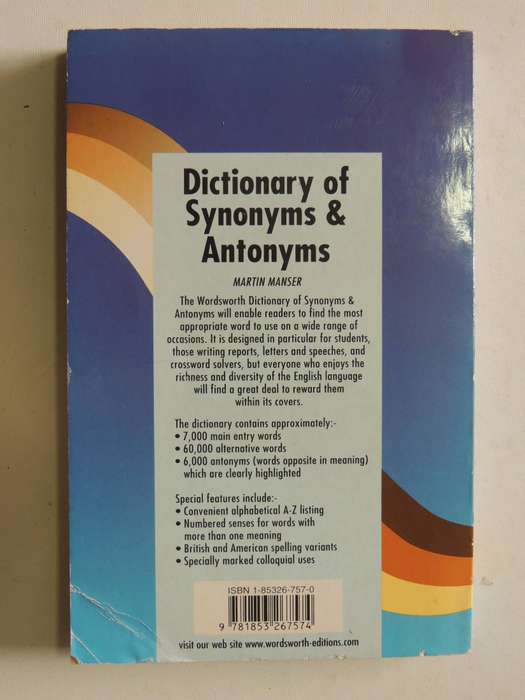 Dictionary of
Synonyms &
Antonyms
MARTIN MANSER
The Wordsworth Dictionary of Synonyms &
Antonyms will enable readers to find the most
appropriate word to use on a wide range of
occasions. It is designed in particular for students,
those writing reports, letters and speeches, and
crossword solvers, but everyone who enjoys the
richness and diversity of the English language
will find a great deal to reward them
within its covers.
The dictionary contains approximately:-
• 7,000 main entry words
• 60,000 alternative words
• 6,000 antonyms (words opposite in meaning)
which are clearly highlighted
Special features include:-
• Convenient alphabetical A-Z listing
• Numbered senses for words with
more than one meaning
• British and American spelling variants
• Specially marked colloquial uses
ISBN 1-85326-757-0
9 781853 267574
visit our web site www.wordsworth-editions.com